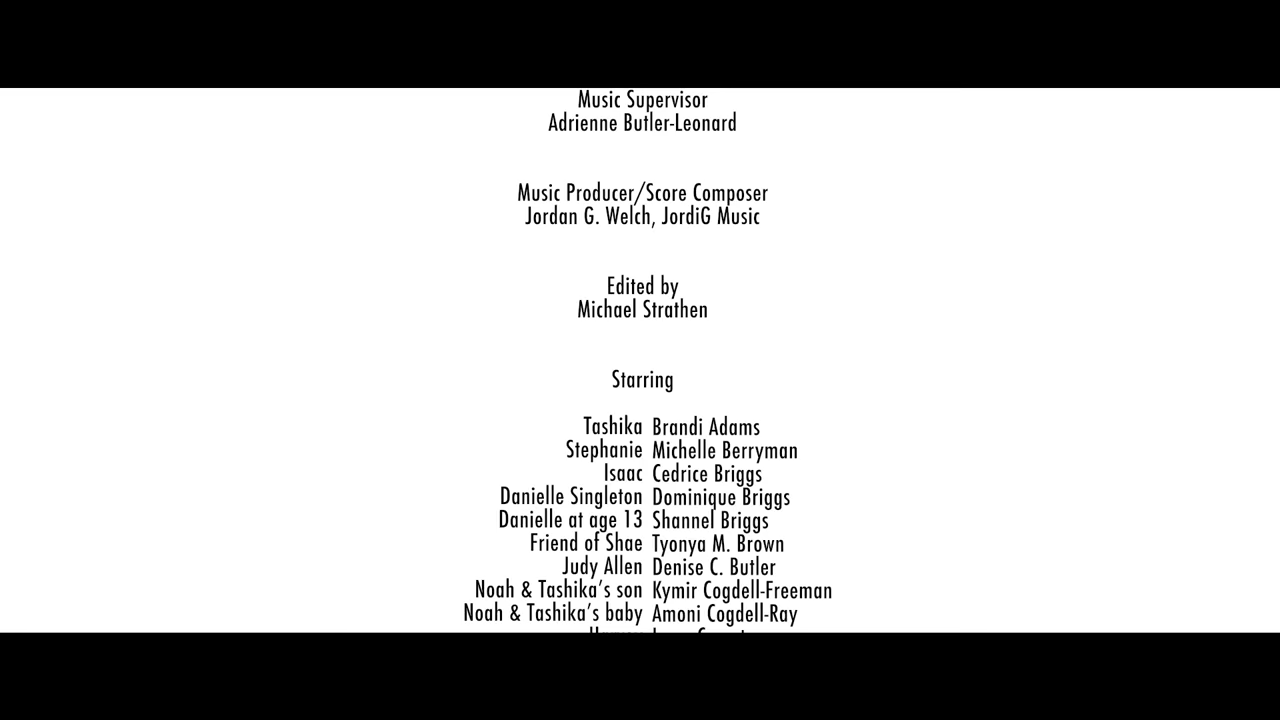 Music Supervisor
Adrienne Butler-Leonard
Music Producer/Score Composer
Jordan G. Welch, JordiG Music
Edited by
Michael Strathen
Starring
Tashika Brandi Adams
Stephanie Michelle Berryman
Isaac Cedrice Briggs
Danielle Singleton Dominique Briggs
Danielle at age 13 Shannel Briggs
Friend of Shae Tyonya M. Brown
Judy Allen Denise C. Butler
Noah & Tashika's son Kymir Cogdell-Freeman
Noah & Tashika's baby Amoni Cogdell-Ray